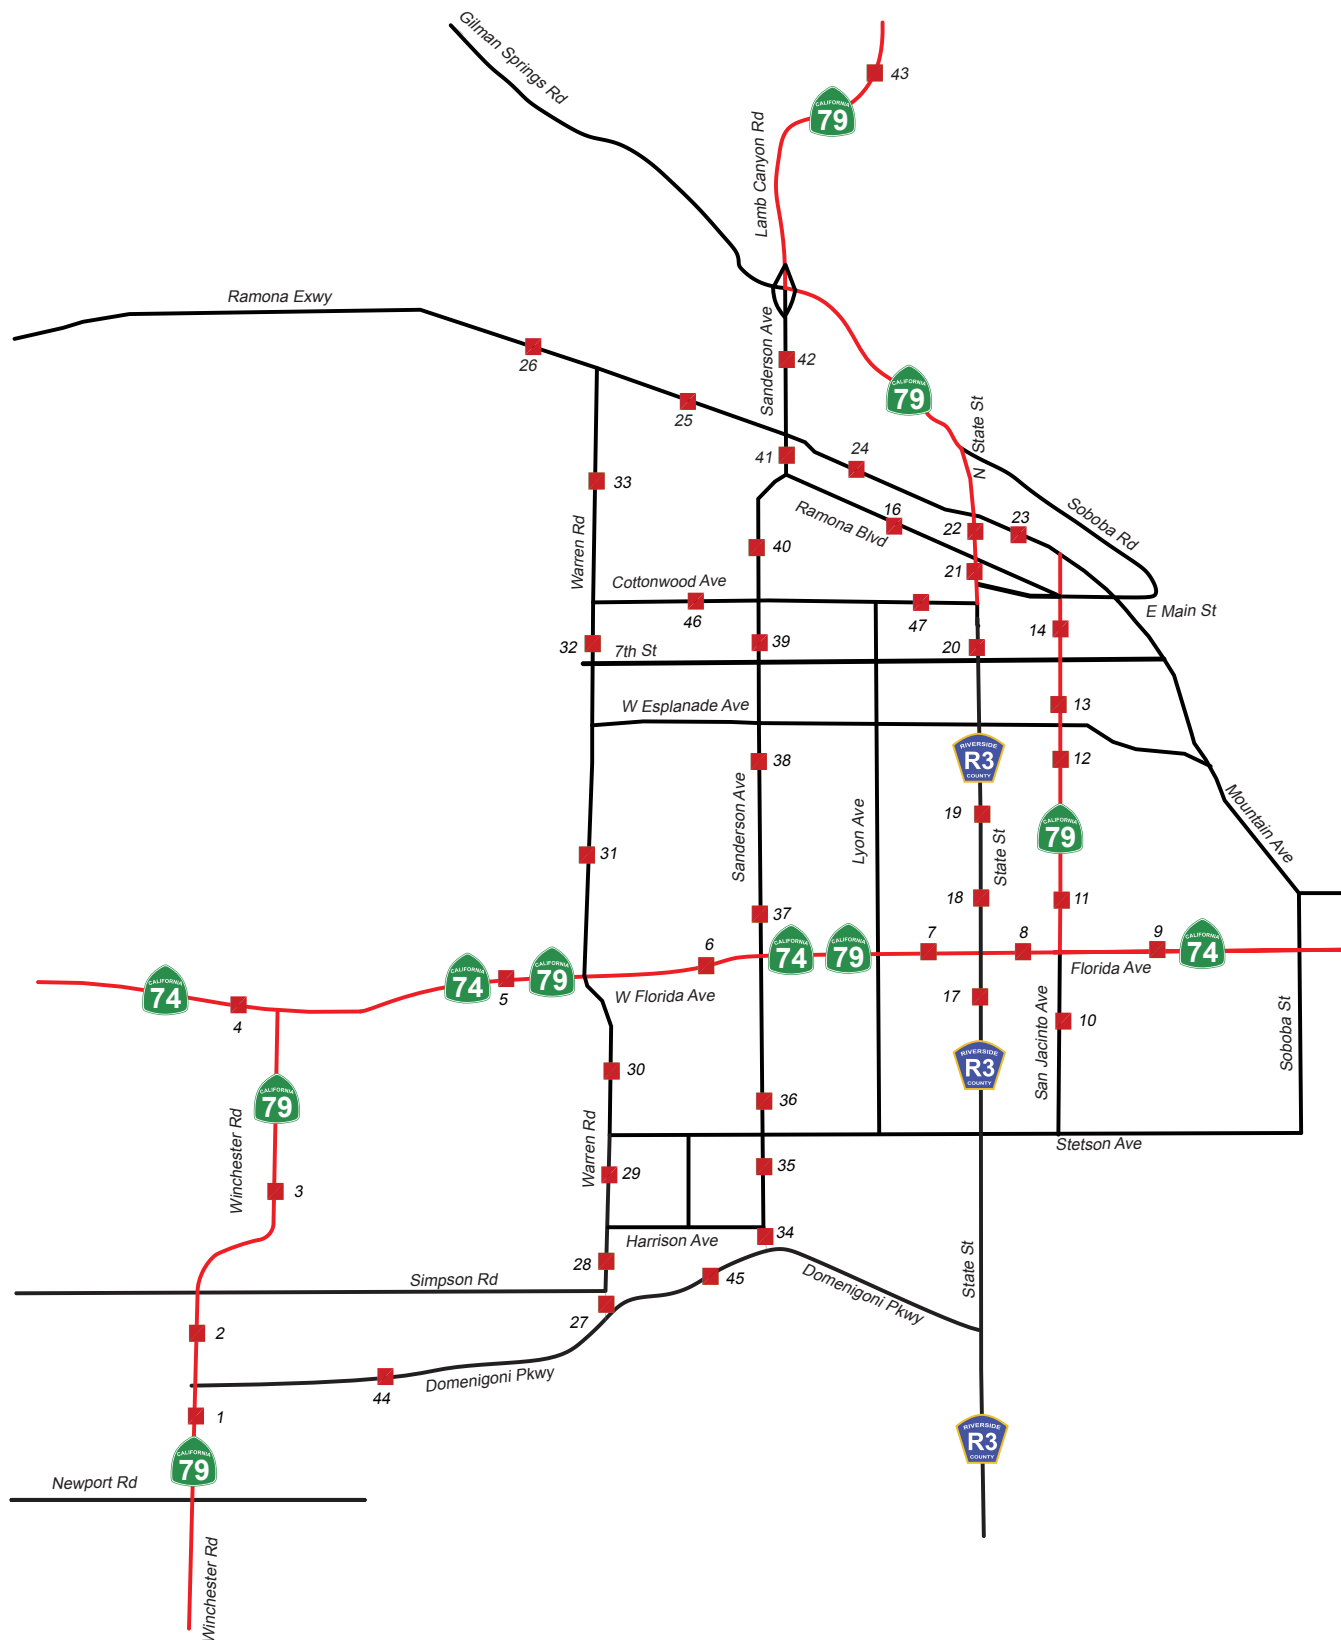 Gilman Springs Rd
43
CALIFORNIA
79
Lamb Canyon Rd
Ramona Exwy
26
Sanderson Ave
42
25
CALIFORNIA
79
N State St
41
24
33
16
Ramona Blvd
22
23
Soboba Rd
Warren Rd
40
21
Cottonwood Ave
46
47
E Main St
14
32
7th St
39
20
W Esplanade Ave
13
38
RIVERSIDE
R3
COUNTY
12
Mountain Ave
Sanderson Ave
Lyon Ave
19
State St
CALIFORNIA
79
31
18
11
37
6
7
8
9
CALIFORNIA
74
CALIFORNIA
79
CALIFORNIA
74
Florida Ave
CALIFORNIA
74
4
CALIFORNIA
74
5
CALIFORNIA
79
W Florida Ave
17
10
San Jacinto Ave
Soboba St
RIVERSIDE
R3
COUNTY
30
CALIFORNIA
79
36
Winchester Rd
Warren Rd
Stetson Ave
3
29
35
Harrison Ave
34
State St
28
45
Simpson Rd
Domenigoni Pkwy
27
2
44
Domenigoni Pkwy
1
CALIFORNIA
79
RIVERSIDE
R3
COUNTY
Newport Rd
Winchester Rd